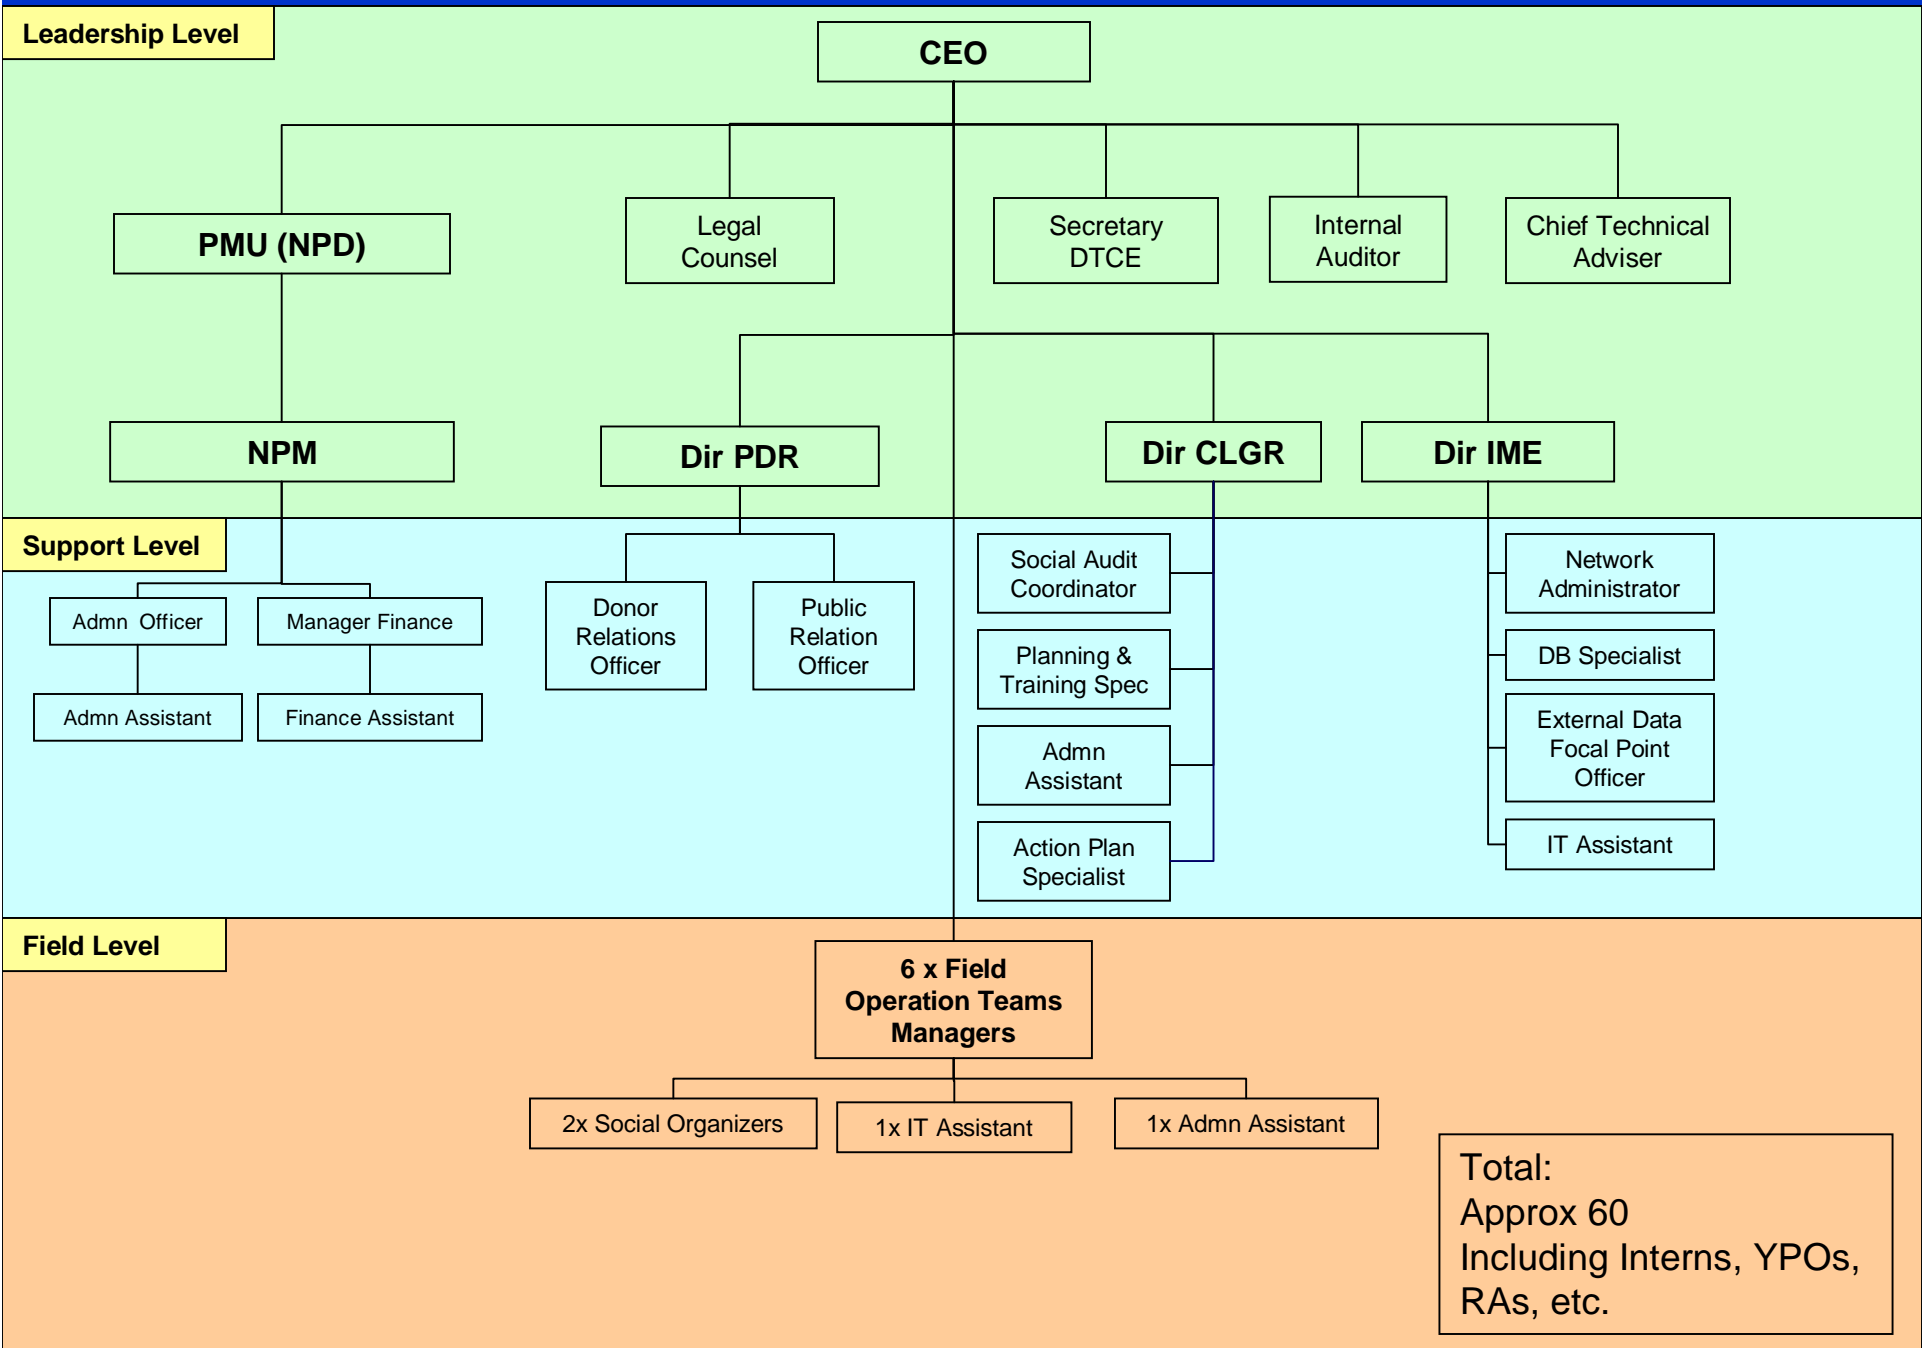 Leadership Level
CEO
PMU (NPD)
Legal
Counsel
Secretary
DTCE
Internal
Auditor
Chief Technical
Adviser
NPM
Dir PDR
Dir CLGR
Dir IME
Support Level
Admn  Officer
Manager Finance
Admn Assistant
Finance Assistant
Donor
Relations
Officer
Public
Relation
Officer
Social Audit
Coordinator
Planning &
Training Spec
Admn
Assistant
Action Plan
Specialist
Network
Administrator
DB Specialist
External Data
Focal Point
Officer
IT Assistant
Field Level
6 x Field
Operation Teams
Managers
2x Social Organizers
1x IT Assistant
1x Admn Assistant
Total:
Approx 60
Including Interns, YPOs,
RAs, etc.